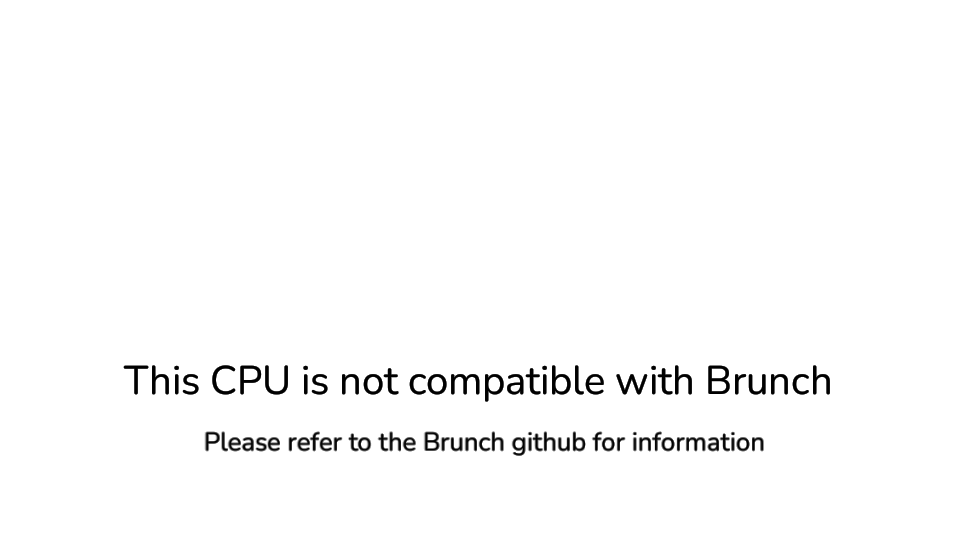 This CPU is not compatible with Brunch
Please refer to the Brunch github for information